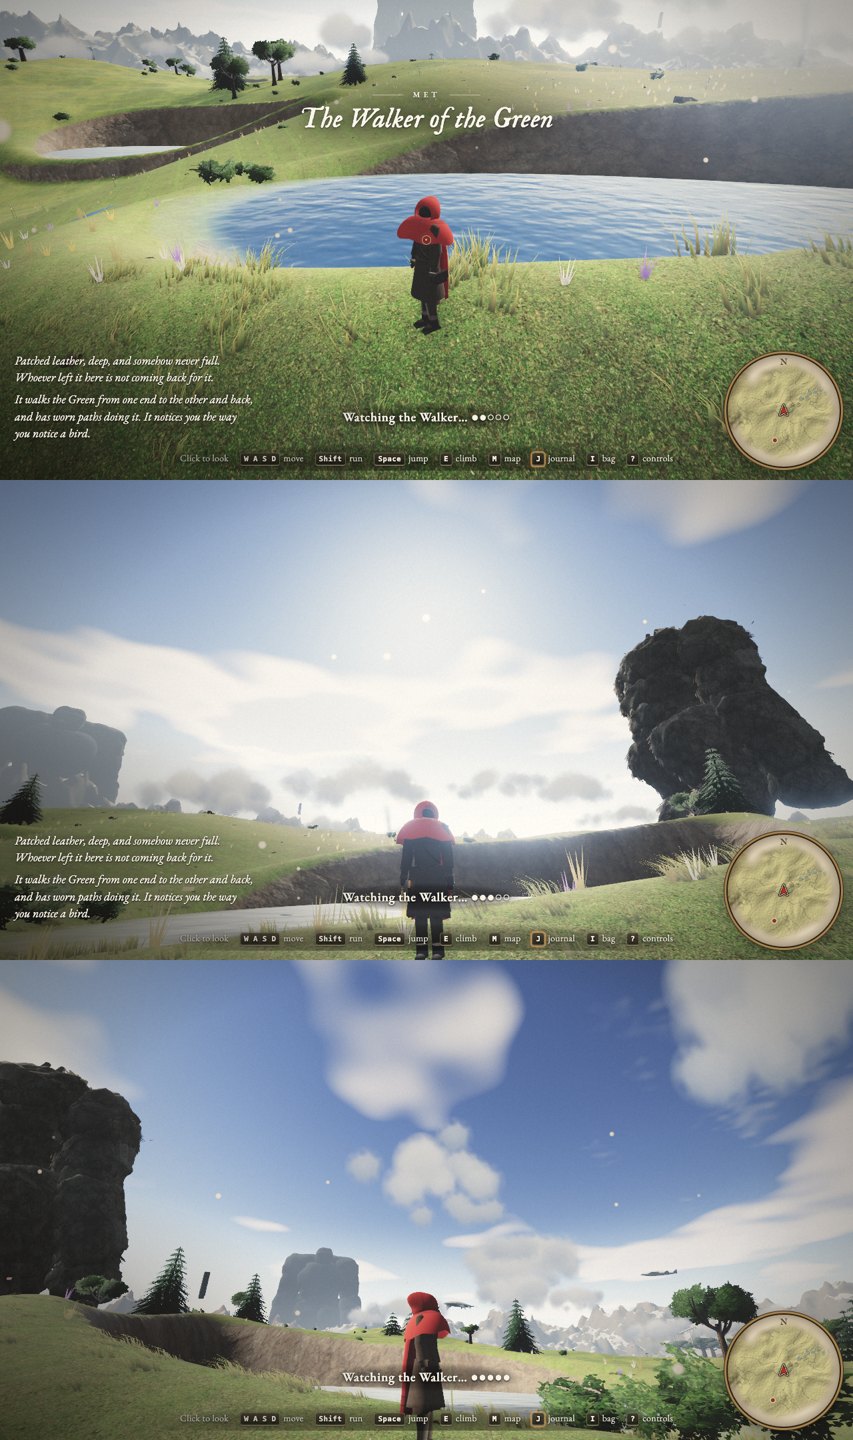 MET
The Walker of the Green
Patched leather, deep, and somehow never full.
Whoever left it here is not coming back for it.
It walks the Green from one end to the other and back,
and has worn paths doing it. It notices you the way
you notice a bird.
Watching the Walker...
N
Click to look W A S D move Shift run Space jump E climb M map J journal I bag ? controls
Patched leather, deep, and somehow never full.
Whoever left it here is not coming back for it.
It walks the Green from one end to the other and back,
and has worn paths doing it. It notices you the way
you notice a bird.
Watching the Walker...
N
Click to look W A S D move Shift run Space jump E climb M map J journal I bag ? controls
N
Watching the Walker...
Click to look W A S D move Shift run Space jump E climb M map J journal I bag ? controls